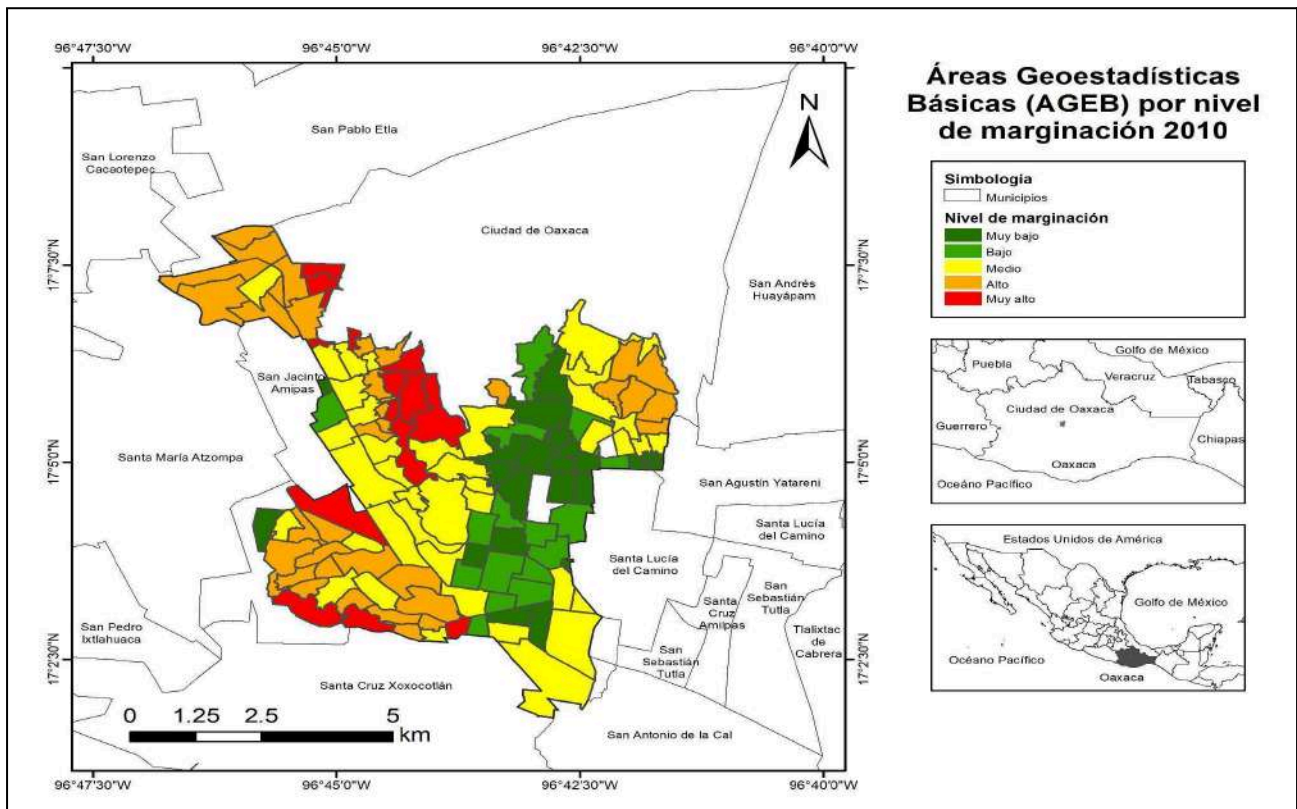 Áreas Geoestadísticas
Básicas (AGEB) por nivel
de marginación 2010
Simbología
Municipios
Nivel de marginación
Muy bajo
Bajo
Medio
Alto
Muy alto
96°47'30"W
96°45'0"W
96°42'30"W
96°40'0"W
N
San Pablo Etla
San Lorenzo
Cacaotepec
Ciudad de Oaxaca
17°7'30"N
17°7'30"N
San Andrés
Huayápam
San Jacinto
Amipas
Santa María Atzompa
17°5'0"N
17°5'0"N
San Agustín Yatareni
Santa Lucía
del Camino
Santa Lucía
del Camino
San
Sebastián
Tutla
Santa
Cruz
Amilpas
San Pedro
Ixtlahuaca
Tlalixtac
de
Cabrera
San
Sebastián
Tutla
17°2'30"N
17°2'30"N
Santa Cruz Xoxocotlán
San Antonio de la Cal
0 1.25 2.5 5
km
96°47'30"W
96°45'0"W
96°42'30"W
96°40'0"W
Golfo de México
Puebla
Veracruz
Tabasco
Ciudad de Oaxaca
Guerrero
Chiapas
Oaxaca
Oceáno Pacífico
Estados Unidos de América
Golfo de México
Océano Pacífico
Oaxaca